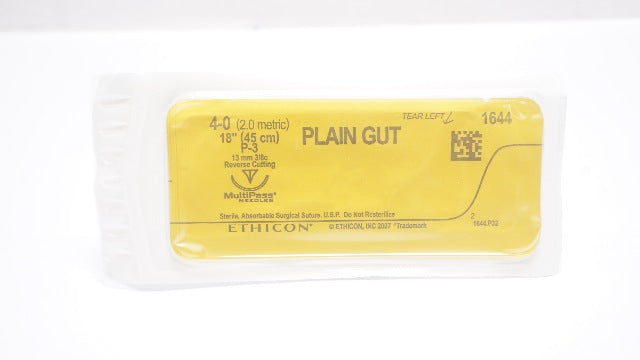 4-0 (2.0 metric)
18" (45 cm)
P-3
13 mm 3/8c
Reverse Cutting
MultiPass*
NEEDLES
PLAIN GUT
TEAR LEFT
1644
Sterile, Absorbable Surgical Suture, U.S.P. Do Not Resterilize
ETHICON*
© ETHICON, INC 2007 *Trademark
2
1644.P32